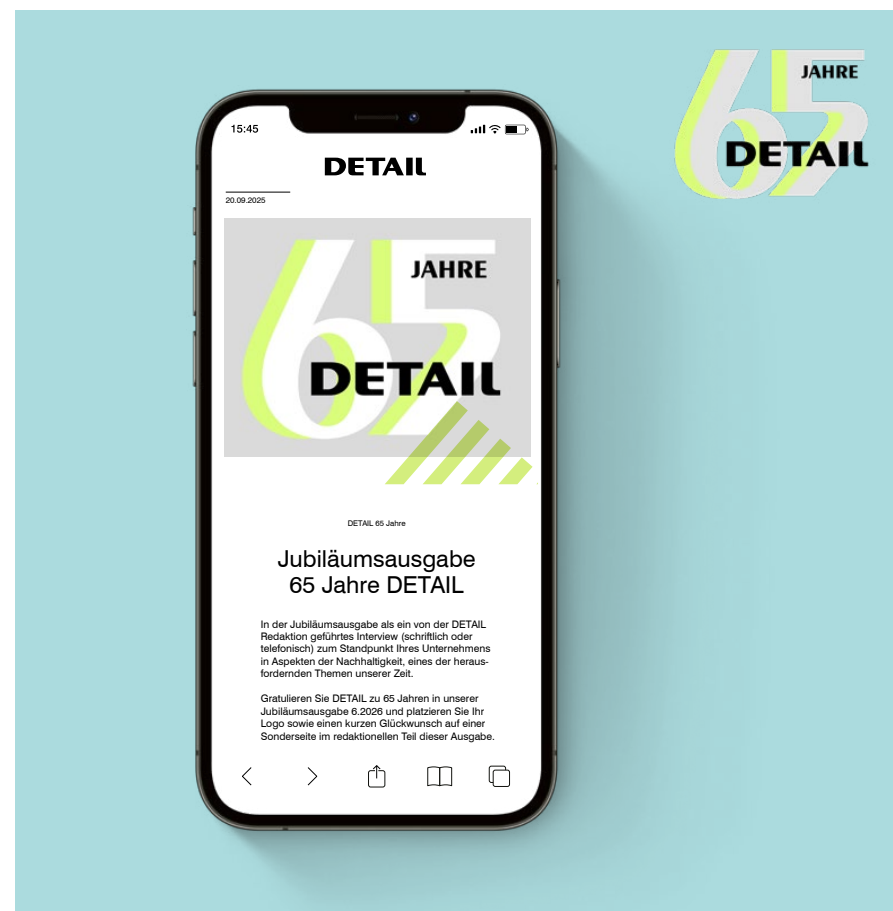 15:45
DETAIL
20.09.2025
65
JAHRE
DETAIL
DETAIL 65 Jahre
Jubiläumsausgabe
65 Jahre DETAIL
In der Jubiläumsausgabe als ein von der DETAIL
Redaktion geführtes Interview (schriftlich oder
telefonisch) zum Standpunkt Ihres Unternehmens
in Aspekten der Nachhaltigkeit, eines der heraus-
fordernden Themen unserer Zeit.
Gratulieren Sie DETAIL zu 65 Jahren in unserer
Jubiläumsausgabe 6.2026 und platzieren Sie Ihr
Logo sowie einen kurzen Glückwunsch auf einer
Sonderseite im redaktionellen Teil dieser Ausgabe.
65
JAHRE
DETAIL